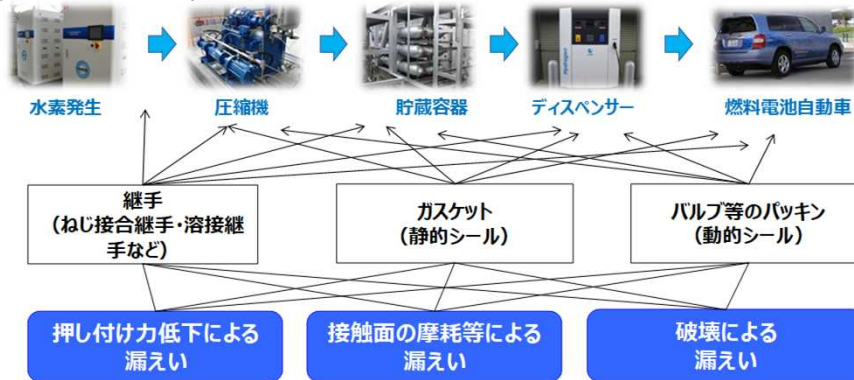 水素発生
圧縮機
貯蔵容器
ディスペンサー
燃料電池自動車
継手
(ねじ接合継手・溶接継
手など)
ガスケット
(静的シール)
バルブ等のパッキン
(動的シール)
押し付け力低下による
漏えい
接触面の摩耗等による
漏えい
破壊による
漏えい